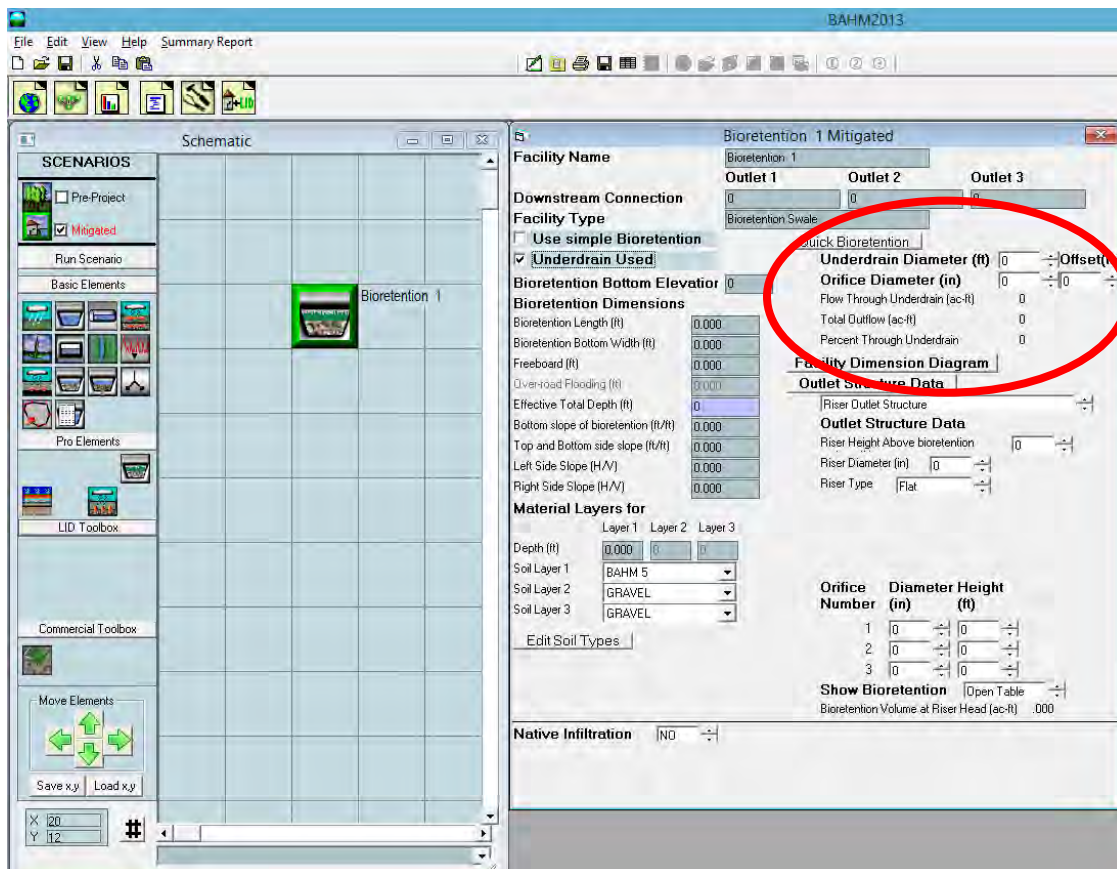 BAHM2013
File Edit View Help Summary Report
Schematic
SCENARIOS
Pre-Project
Mitigated
Run Scenario
Basic Elements
Pro Elements
LID Toolbox
Commercial Toolbox
Move Elements
Save x,y Load x,y
X 20
Y 12
#
Bioretention 1
Bioretention 1 Mitigated
Facility Name Bioretention 1
Outlet 1 Outlet 2 Outlet 3
Downstream Connection 0 0 0
Facility Type Bioretention Swale
Use simple Bioretention Quick Bioretention
Underdrain Used Underdrain Diameter (ft) 0 Offset(
Bioretention Bottom Elevation 0 Orifice Diameter (in) 0 0
Bioretention Dimensions Flow Through Underdrain (ac-ft) 0
Bioretention Length (ft) 0.000 Total Outflow (ac-ft) 0
Bioretention Bottom Width (ft) 0.000 Percent Through Underdrain 0
Freeboard (ft) 0.000 Facility Dimension Diagram
Over-road Flooding (ft) 0.000 Outlet Structure Data
Effective Total Depth (ft) 0 Riser Outlet Structure
Bottom slope of bioretention (ft/ft) 0.000 Outlet Structure Data
Top and Bottom side slope (ft/ft) 0.000 Riser Height Above bioretention 0
Left Side Slope (H/V) 0.000 Riser Diameter (in) 0
Right Side Slope (H/V) 0.000 Riser Type Flat
Material Layers for
Layer 1 Layer 2 Layer 3
Depth (ft) 0.000 0 0
Soil Layer 1 BAHM 5
Soil Layer 2 GRAVEL
Soil Layer 3 GRAVEL
Edit Soil Types
Orifice Diameter Height
Number (in) (ft)
1 0 0
2 0 0
3 0 0
Show Bioretention Open Table
Bioretention Volume at Riser Head (ac-ft) .000
Native Infiltration NO